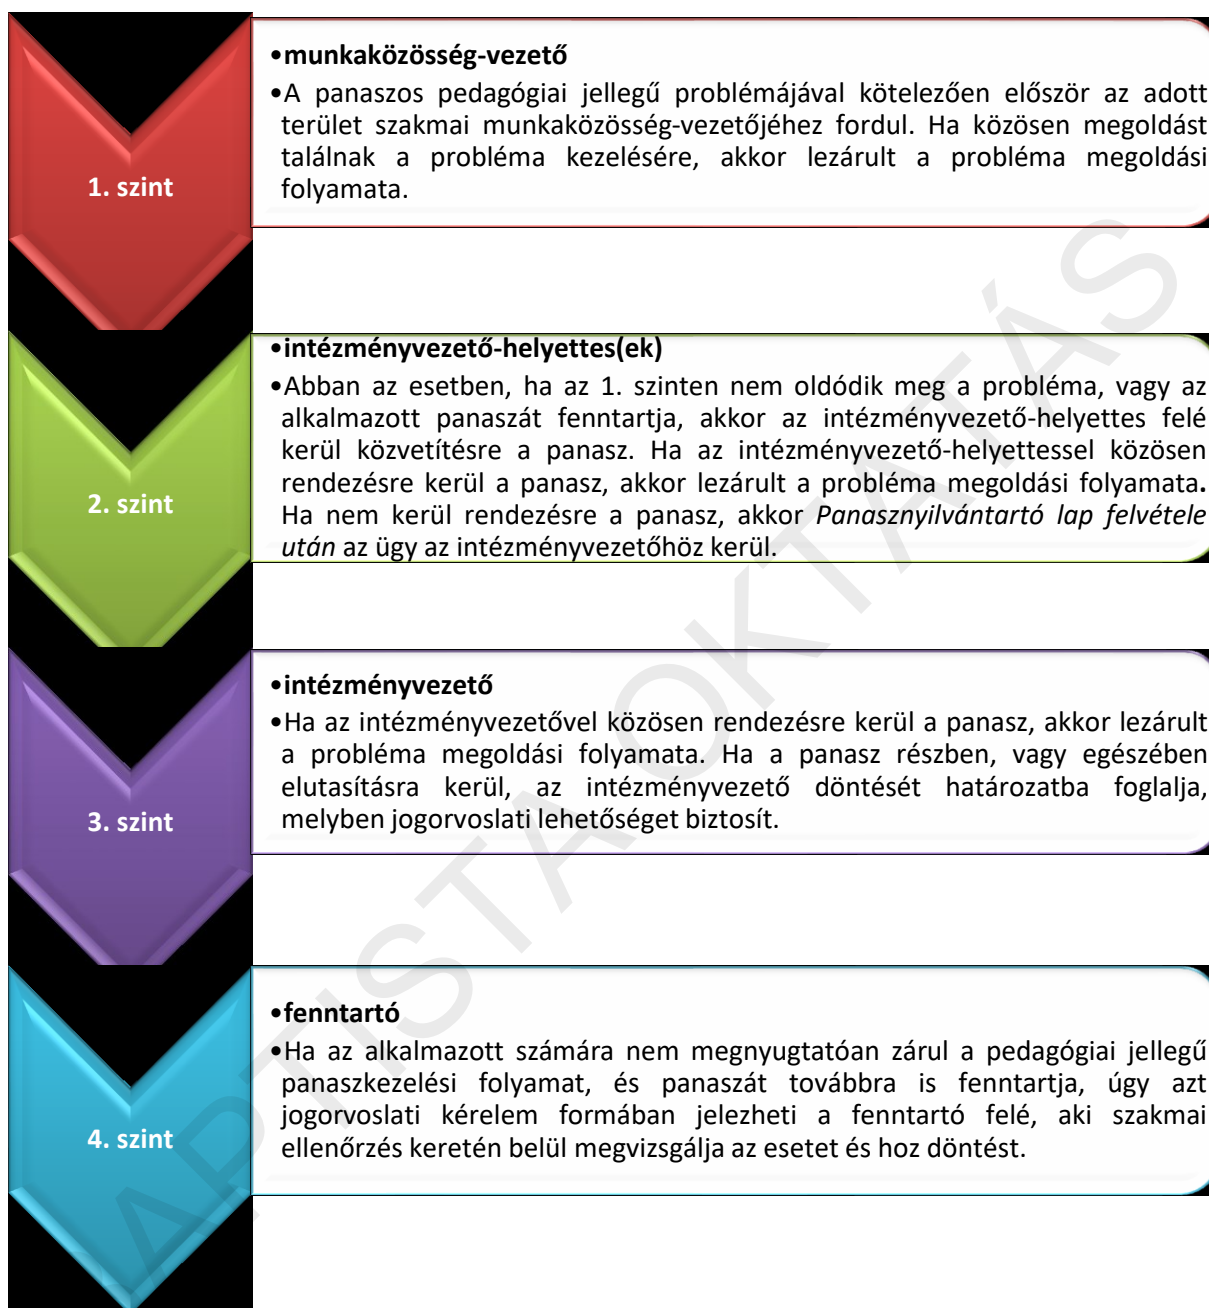 •munkaközösség-vezető
•A panaszos pedagógiai jellegű problémájával kötelezően először az adott
terület szakmai munkaközösség-vezetőjéhez fordul. Ha közösen megoldást
találnak a probléma kezelésére, akkor lezárult a probléma megoldási
folyamata.
1. szint
•intézményvezető-helyettes(ek)
•Abban az esetben, ha az 1. szinten nem oldódik meg a probléma, vagy az
alkalmazott panaszát fenntartja, akkor az intézményvezető-helyettes felé
kerül közvetítésre a panasz. Ha az intézményvezető-helyettessel közösen
rendezésre kerül a panasz, akkor lezárult a probléma megoldási folyamata.
Ha nem kerül rendezésre a panasz, akkor Panasznyilvántartó lap felvétele
után az ügy az intézményvezetőhöz kerül.
2. szint
•intézményvezető
•Ha az intézményvezetővel közösen rendezésre kerül a panasz, akkor lezárult
a probléma megoldási folyamata. Ha a panasz részben, vagy egészében
elutasításra kerül, az intézményvezető döntését határozatba foglalja,
melyben jogorvoslati lehetőséget biztosít.
3. szint
•fenntartó
•Ha az alkalmazott számára nem megnyugtatóan zárul a pedagógiai jellegű
panaszkezelési folyamat, és panaszát továbbra is fenntartja, úgy azt
jogorvoslati kérelem formában jelezheti a fenntartó felé, aki szakmai
ellenőrzés keretén belül megvizsgálja az esetet és hoz döntést.
4. szint
APTISTA OKTATÁS